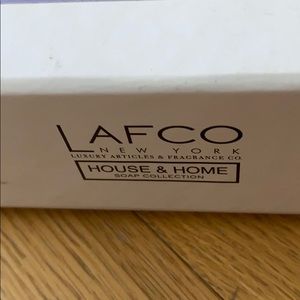 LAFCO
NEW YORK
LUXURY ARTICLES & FRAGRANCE CO
HOUSE & HOME
SOAP COLLECTION